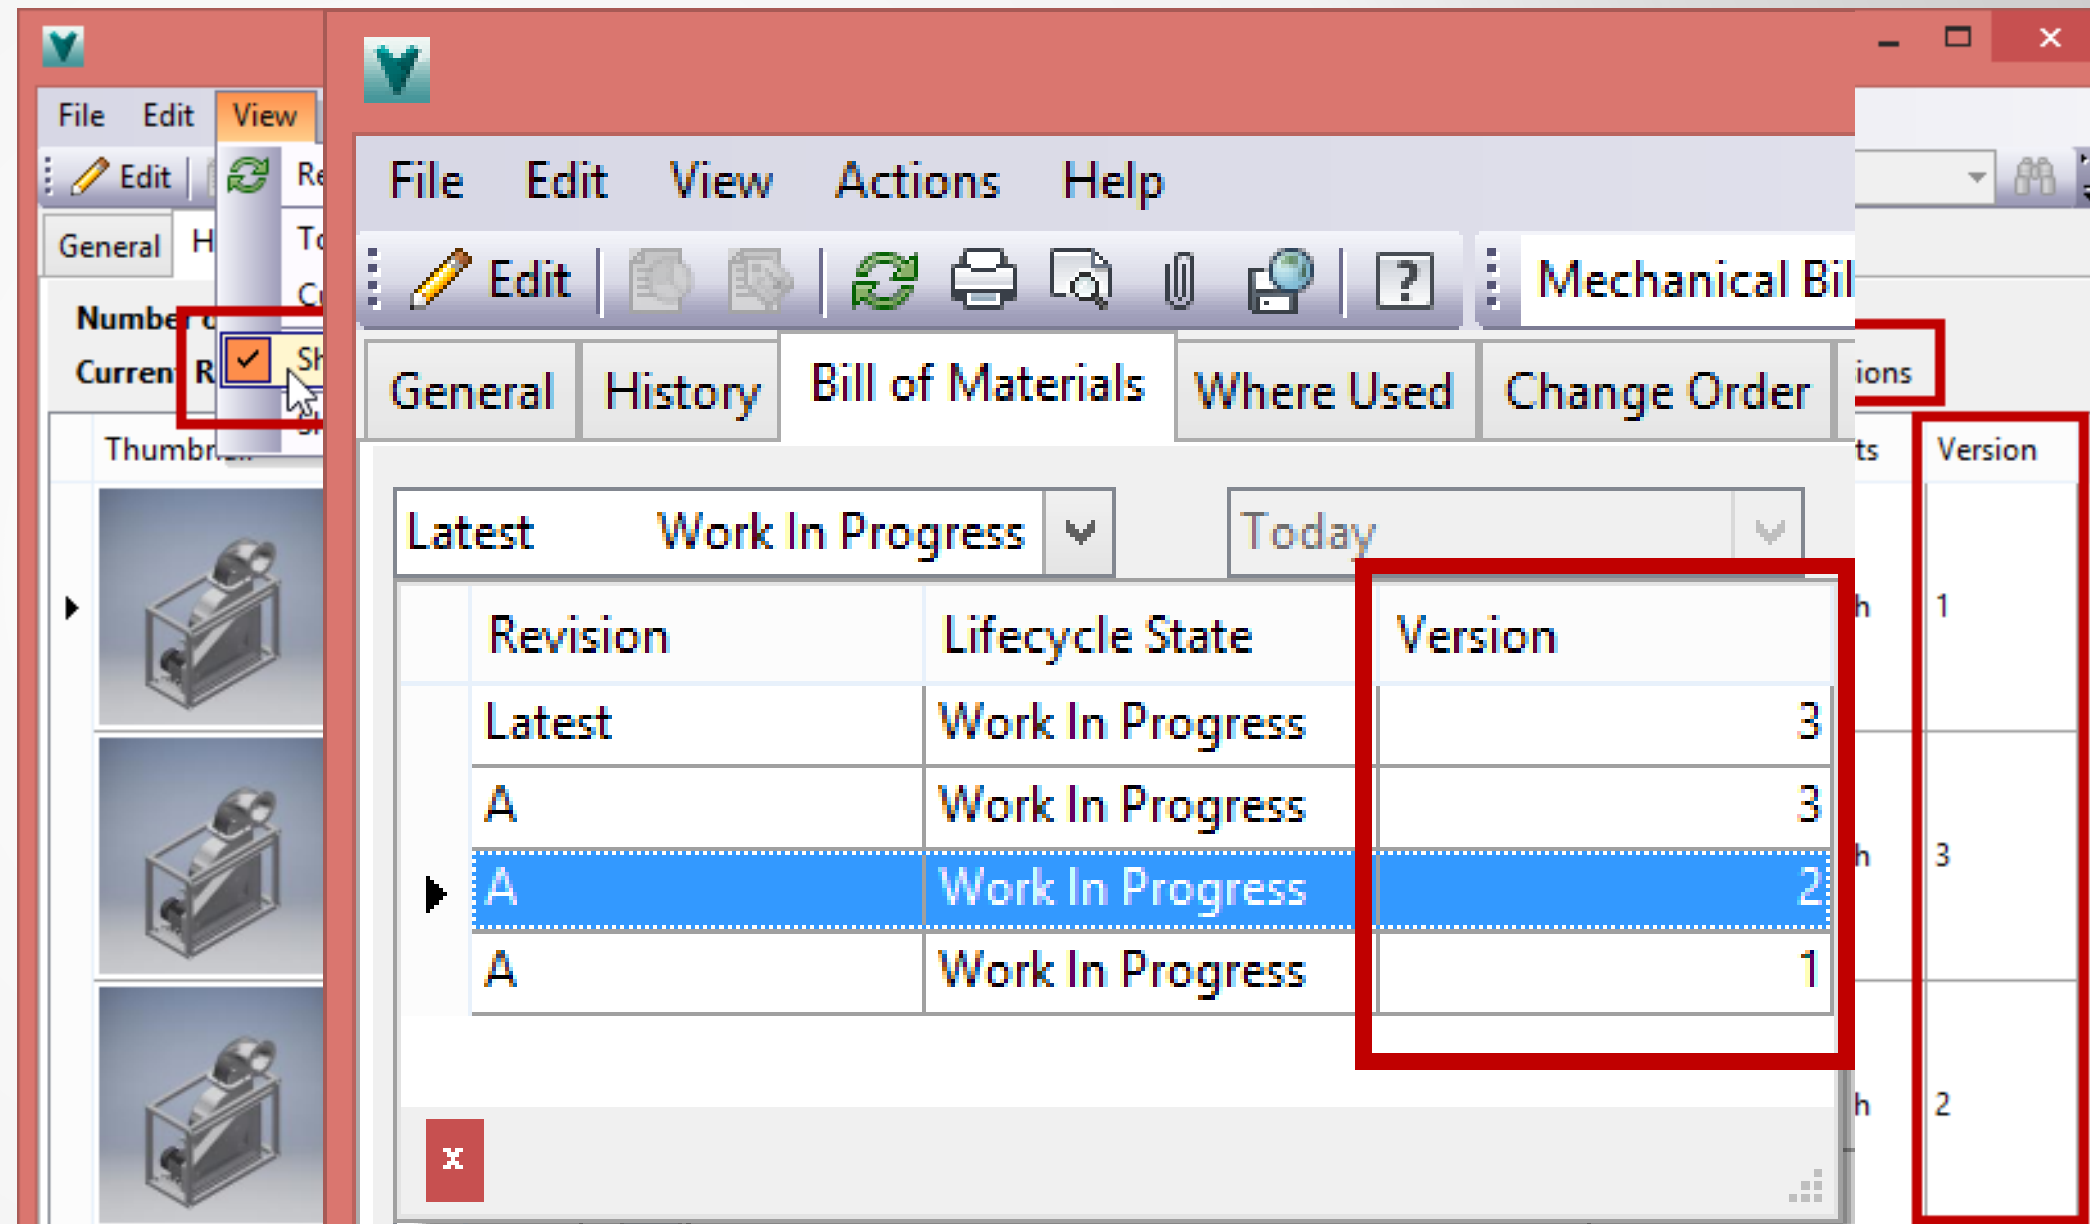 File Edit View
Edit
General
Thumbn
File Edit View Actions Help
Edit Mechanical Bil
General History Bill of Materials Where Used Change Order
Latest Work In Progress Today
Revision Lifecycle State Version
Latest Work In Progress 3
A Work In Progress 3
A Work In Progress 2
A Work In Progress 1
x
ions
ts Version
h 1
h 3
h 2